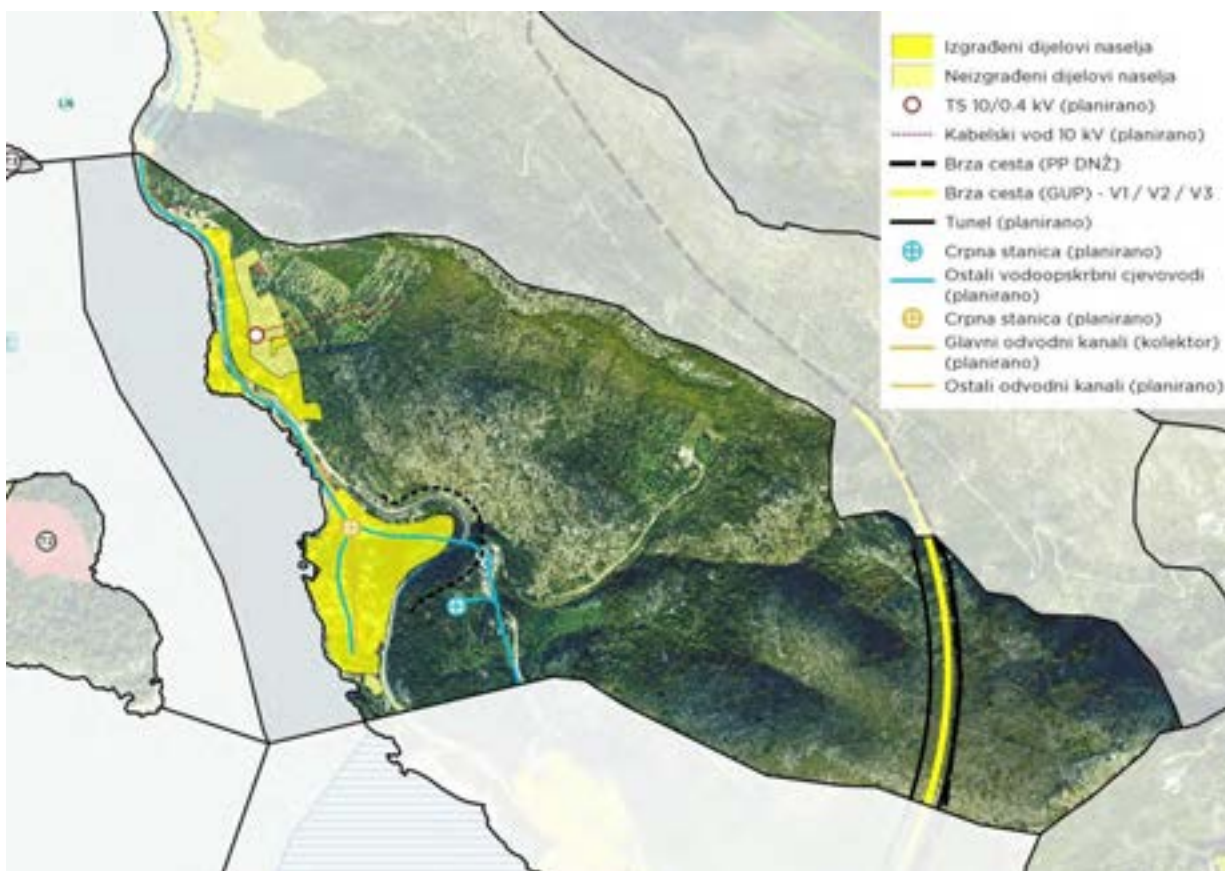 Izgrađeni dijelovi naselja
Neizgrađeni dijelovi naselja
TS 10/0.4 kV (planirano)
Kabelski vod 10 kV (planirano)
Brza cesta (PP DNŽ)
Brza cesta (GUP) - V1 / V2 / V3
Tunel (planirano)
Crpna stanica (planirano)
Ostali vodoopskrbni cjevovodi
(planirano)
Crpna stanica (planirano)
Glavni odvodni kanali (kolektor)
(planirano)
Ostali odvodni kanali (planirano)